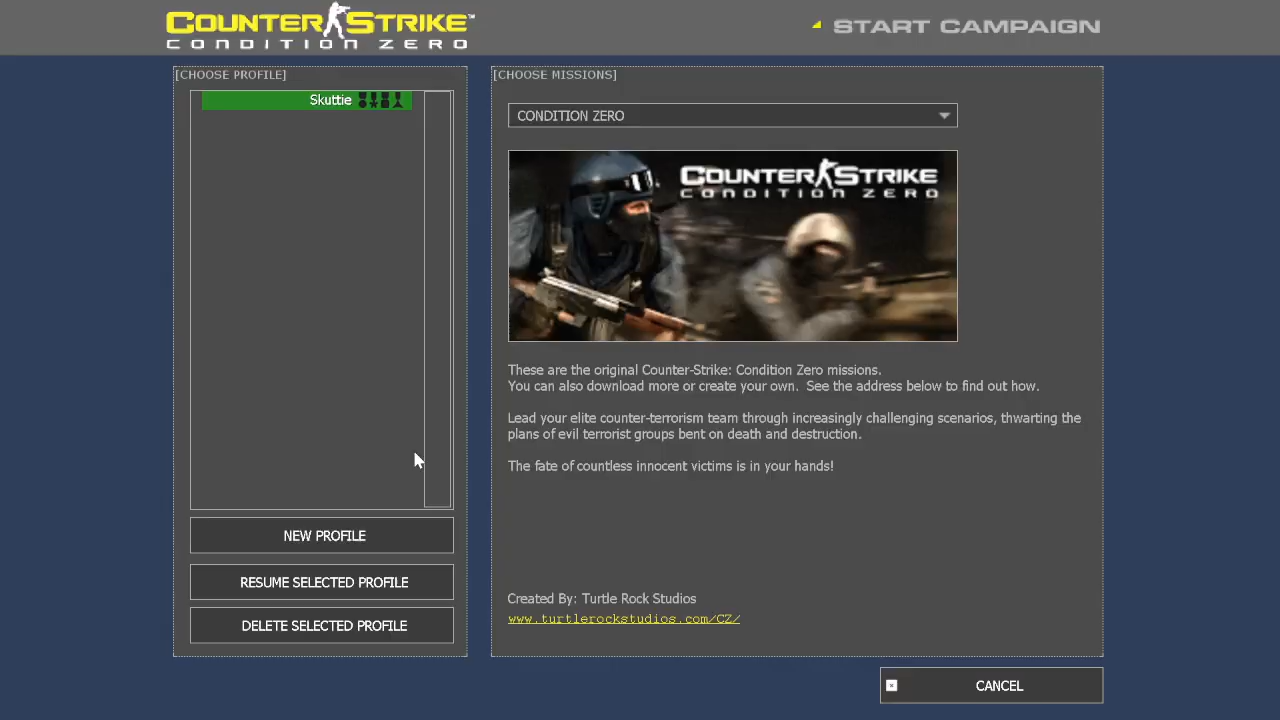 COUNTER STRIKE™
CONDITION ZERO
START CAMPAIGN
[CHOOSE PROFILE]
Skuttie
NEW PROFILE
RESUME SELECTED PROFILE
DELETE SELECTED PROFILE
[CHOOSE MISSIONS]
CONDITION ZERO
COUNTER STRIKE
CONDITION ZERO
These are the original Counter-Strike: Condition Zero missions.
You can also download more or create your own. See the address below to find out how.
Lead your elite counter-terrorism team through increasingly challenging scenarios, thwarting the
plans of evil terrorist groups bent on death and destruction.
The fate of countless innocent victims is in your hands!
Created By: Turtle Rock Studios
www.turtlerockstudios.com/CZ/
CANCEL